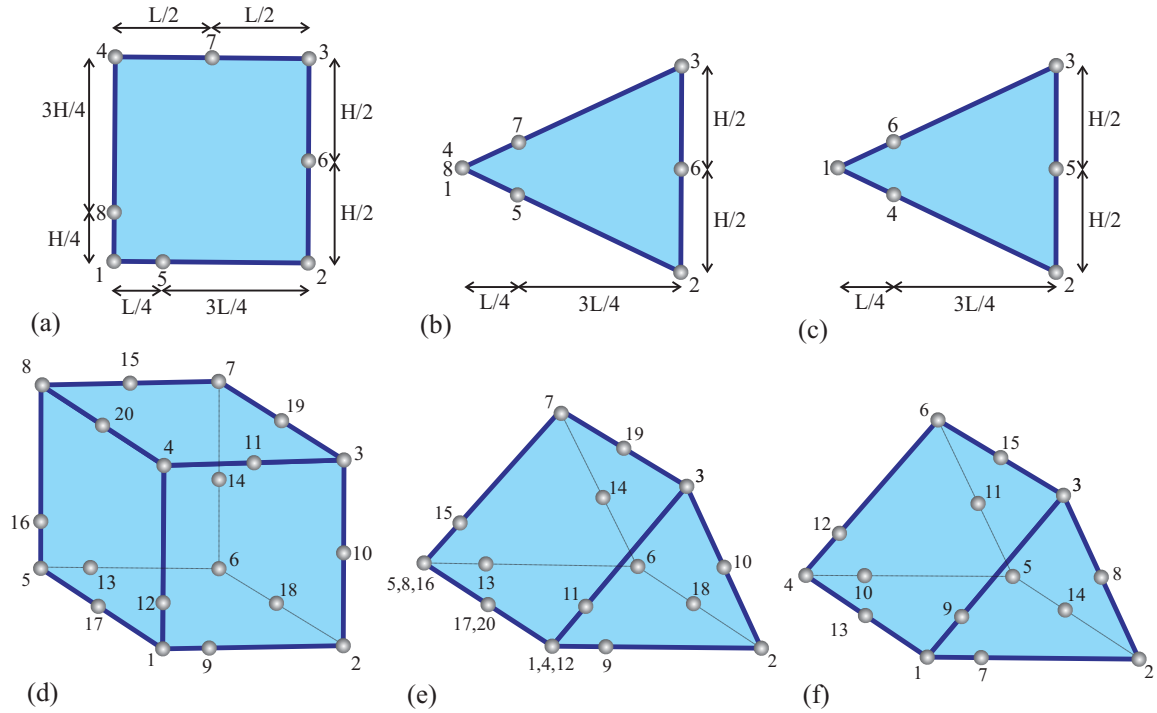 L/2 L/2
4 7 3
3H/4 H/2
6
8 H/2
H/4
1 5 2
L/4 3L/4
(a)
3
7 H/2
4
8 6
1
5 H/2
2
L/4 3L/4
(b)
3
6 H/2
1 5
4 H/2
2
L/4 3L/4
(c)
8 15 7
20 19
4 11 3
14
16
10
5 13 6
12 18
17
1 9 2
(d)
7
19
3
14
15
6 10
5,8,16 13
11 18
17,20
1,4,12 9 2
(e)
6
15
3
11
12
4 10 5 8
9 14
13
1 7 2
(f)